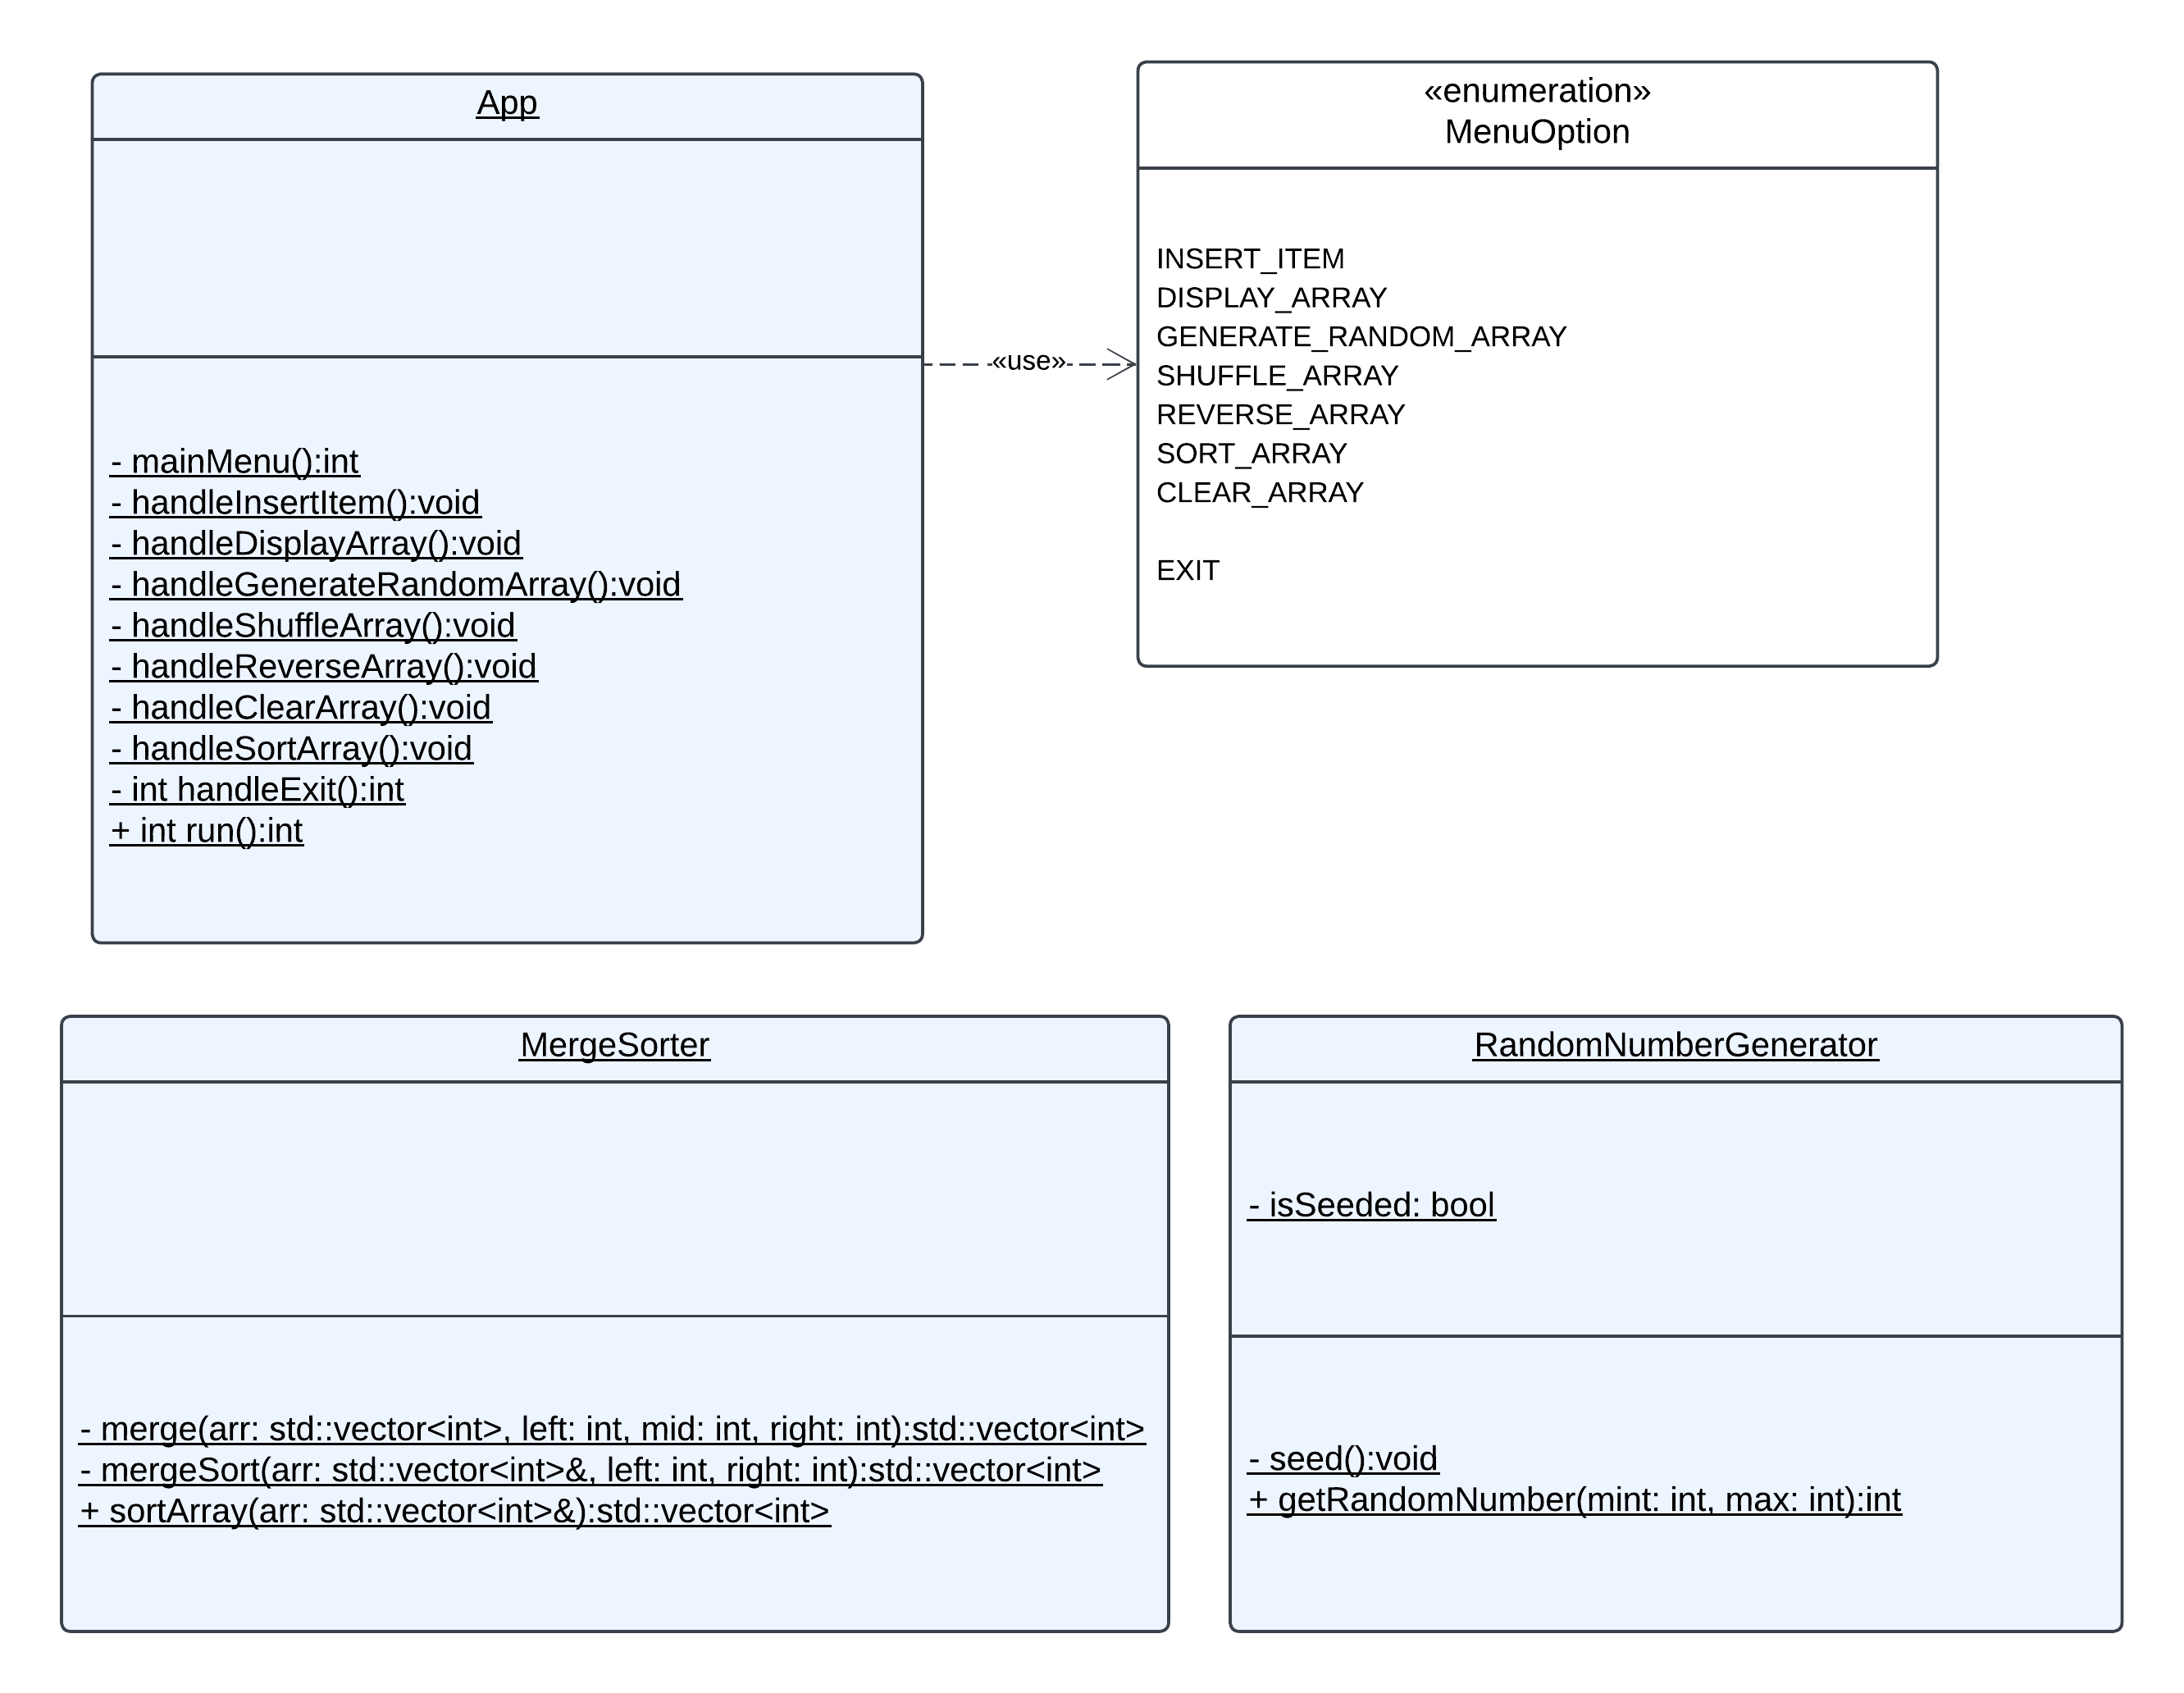 App
- mainMenu():int
- handleInsertItem():void
- handleDisplayArray():void
- handleGenerateRandomArray():void
- handleShuffleArray():void
- handleReverseArray():void
- handleClearArray():void
- handleSortArray():void
- int handleExit():int
+ int run():int
«use»
«enumeration»
MenuOption
INSERT_ITEM
DISPLAY_ARRAY
GENERATE_RANDOM_ARRAY
SHUFFLE_ARRAY
REVERSE_ARRAY
SORT_ARRAY
CLEAR_ARRAY
EXIT
MergeSorter
- merge(arr: std::vector<int>, left: int, mid: int, right: int):std::vector<int>
- mergeSort(arr: std::vector<int>&, left: int, right: int):std::vector<int>
+ sortArray(arr: std::vector<int>&):std::vector<int>
RandomNumberGenerator
- isSeeded: bool
- seed():void
+ getRandomNumber(mint: int, max: int):int